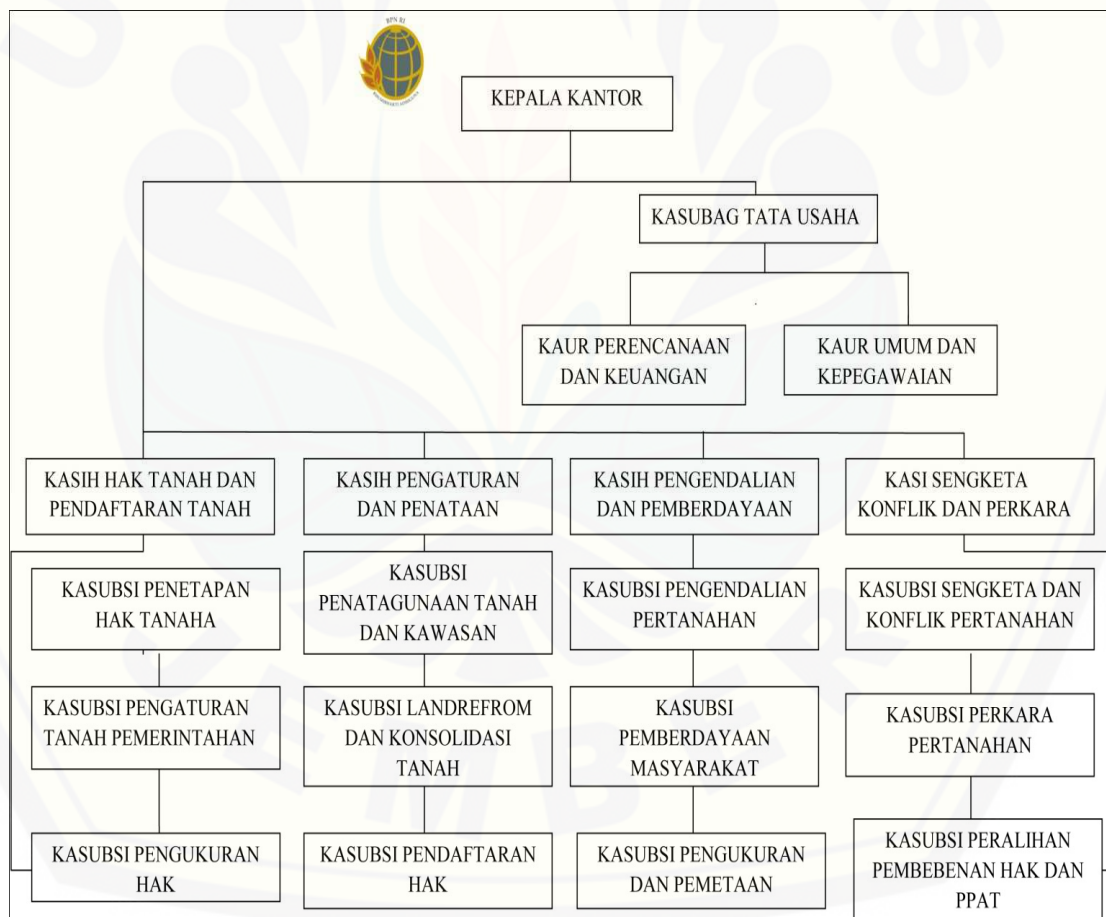 BPN RI
KEPALA KANTOR
KASUBAG TATA USAHA
KAUR PERENCANAAN
DAN KEUANGAN
KAUR UMUM DAN
KEPEGAWAIAN
KASIH HAK TANAH DAN
PENDAFTARAN TANAH
KASIH PENGATURAN
DAN PENATAAN
KASIH PENGENDALIAN
DAN PEMBERDAYAAN
KASI SENGKETA
KONFLIK DAN PERKARA
KASUBSI PENETAPAN
HAK TANAHA
KASUBSI
PENATAGUNAAN TANAH
DAN KAWASAN
KASUBSI PENGENDALIAN
PERTANAHAN
KASUBSI SENGKETA DAN
KONFLIK PERTANAHAN
KASUBSI PENGATURAN
TANAH PEMERINTAHAN
KASUBSI LANDREFROM
DAN KONSOLIDASI
TANAH
KASUBSI
PEMBERDAYAAN
MASYARAKAT
KASUBSI PERKARA
PERTANAHAN
KASUBSI PENGUKURAN
HAK
KASUBSI PENDAFTARAN
HAK
KASUBSI PENGUKURAN
DAN PEMETAAN
KASUBSI PERALIHAN
PEMBEBENAN HAK DAN
PPAT
JEMBER